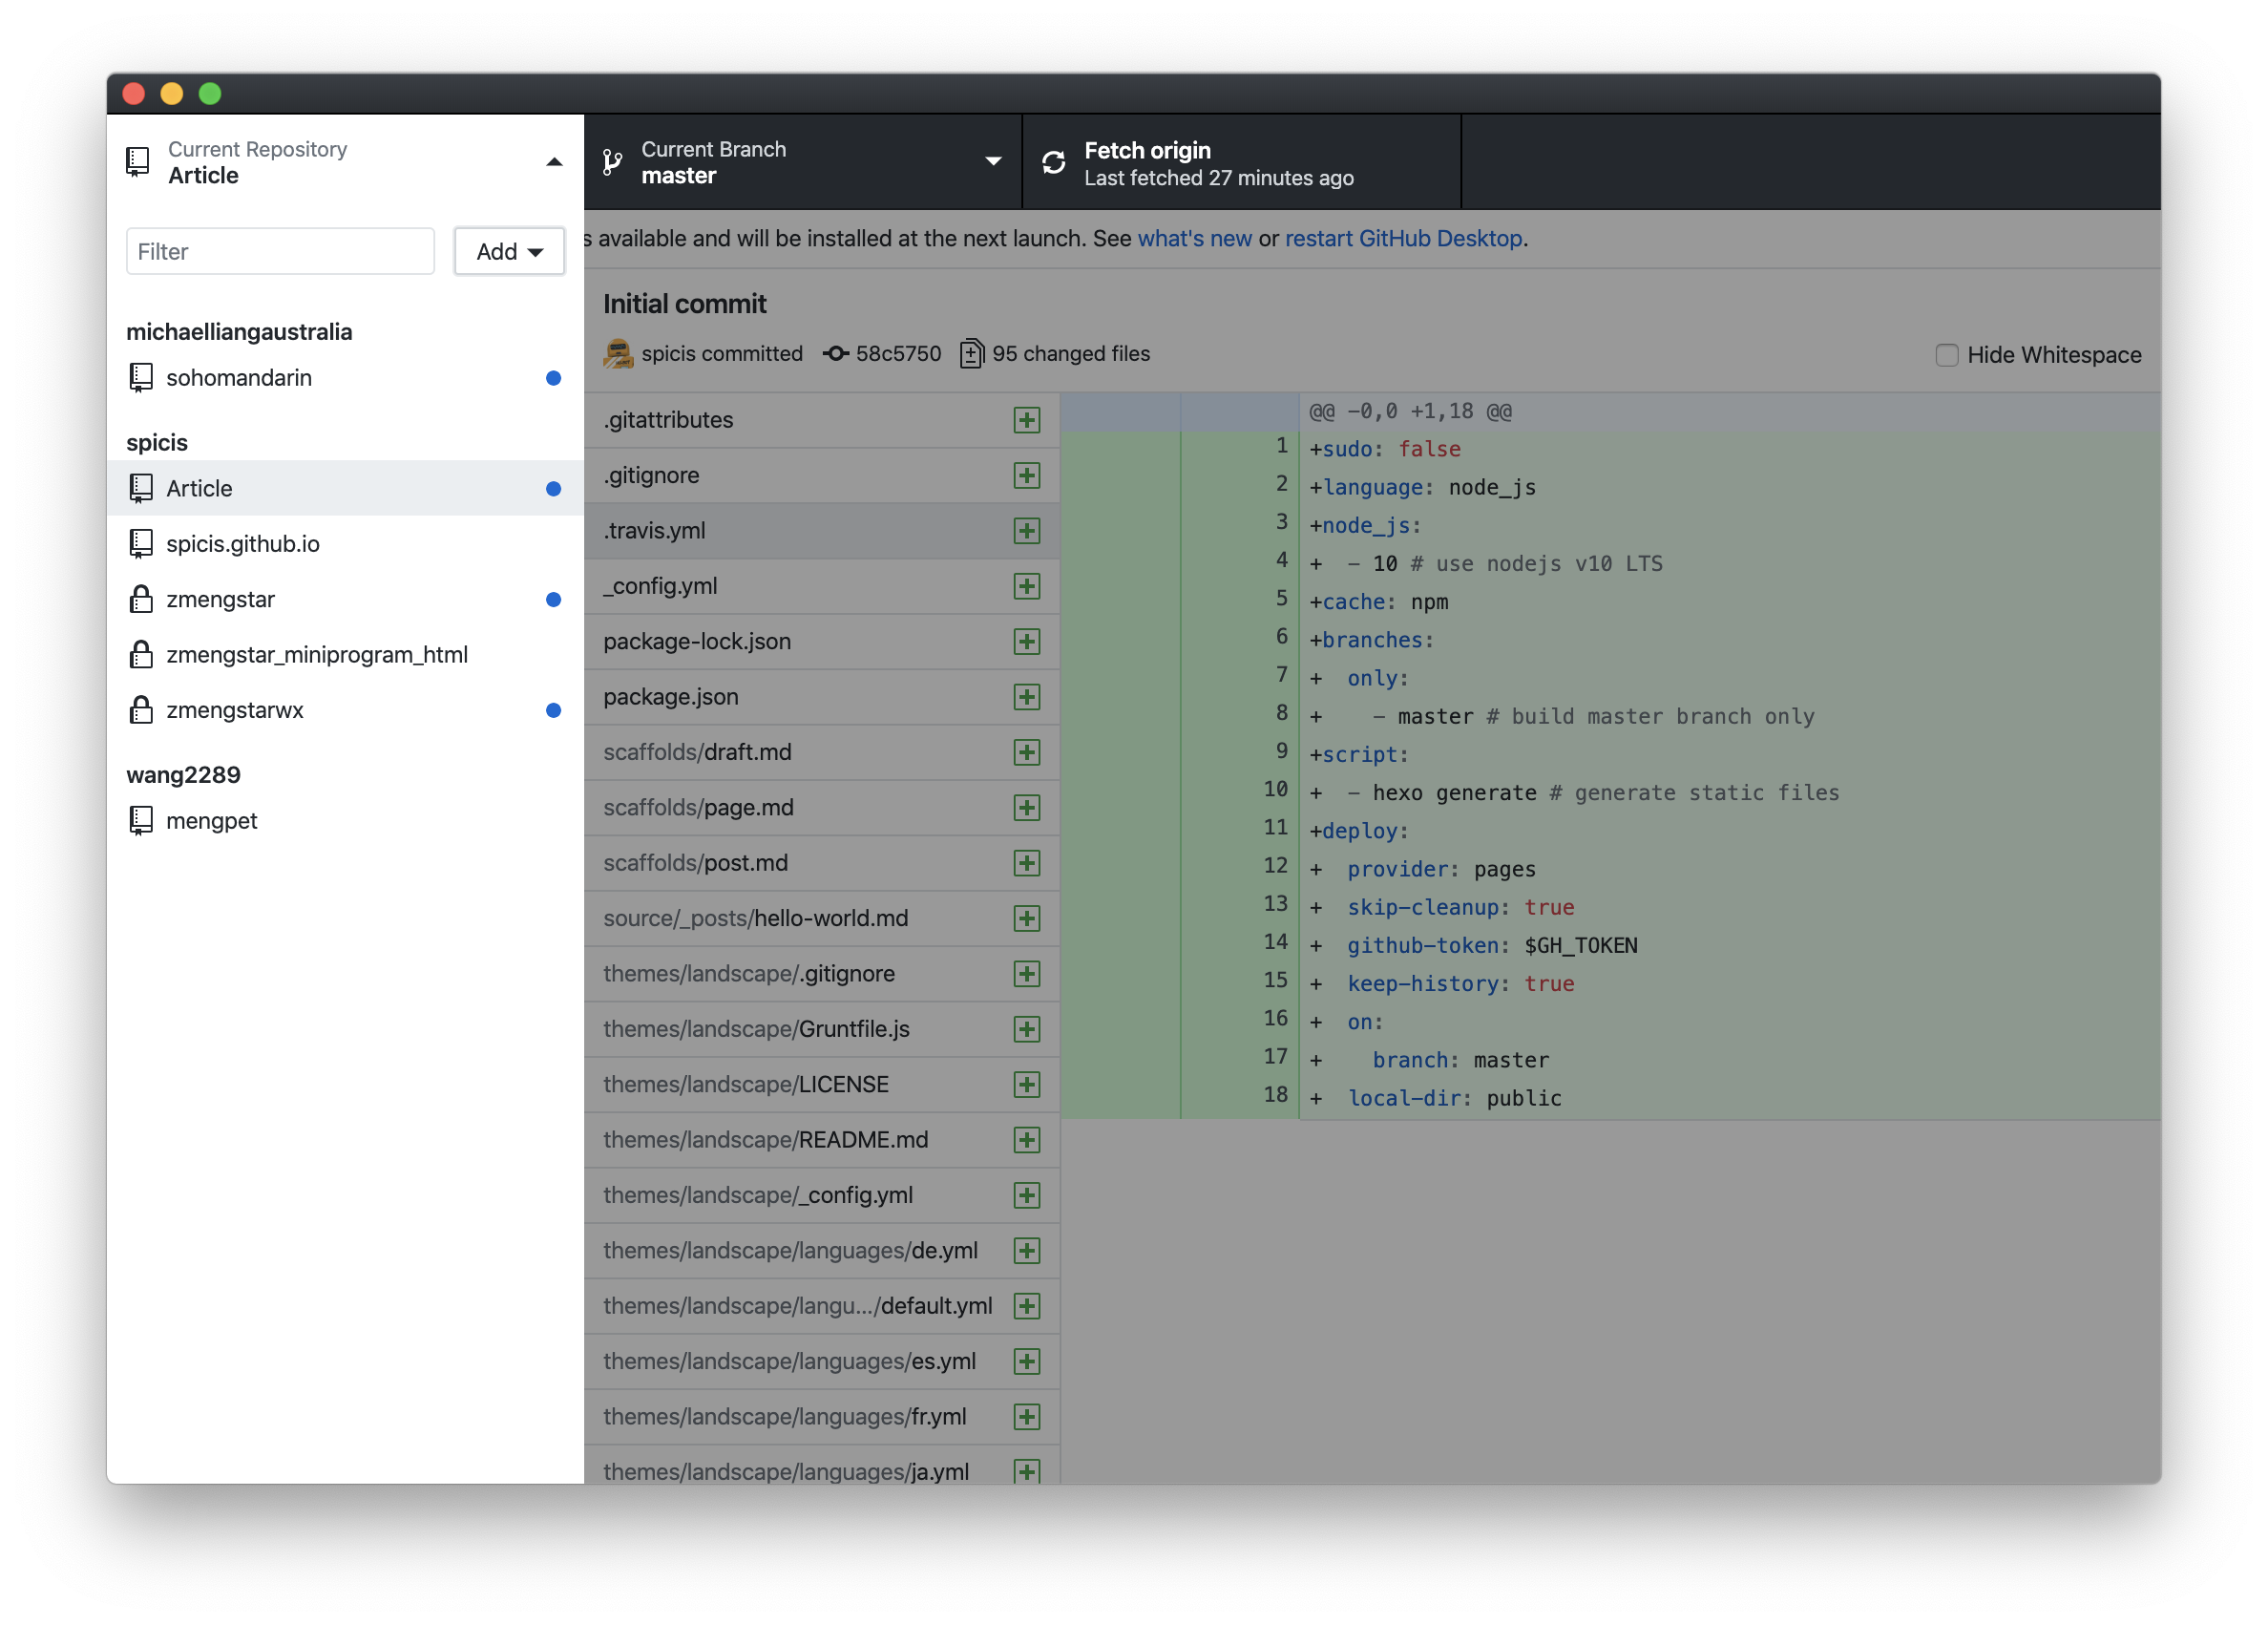 Current Repository
Article
Current Branch
master
Fetch origin
Last fetched 27 minutes ago
Filter
Add
michaelliangaustralia
sohomandarin
spicis
Article
spicis.github.io
zmengstar
zmengstar_miniprogram_html
zmengstarwx
wang2289
mengpet
s available and will be installed at the next launch. See what's new or restart GitHub Desktop.
Initial commit
spicis committed 58c5750 95 changed files
Hide Whitespace
.gitattributes
.gitignore
.travis.yml
_config.yml
package-lock.json
package.json
scaffolds/draft.md
scaffolds/page.md
scaffolds/post.md
source/_posts/hello-world.md
themes/landscape/.gitignore
themes/landscape/Gruntfile.js
themes/landscape/LICENSE
themes/landscape/README.md
themes/landscape/_config.yml
themes/landscape/languages/de.yml
themes/landscape/langu.../default.yml
themes/landscape/languages/es.yml
themes/landscape/languages/fr.yml
themes/landscape/languages/ja.yml
@@ -0,0 +1,18 @@
1 +sudo: false
2 +language: node_js
3 +node_js:
4 +  - 10 # use nodejs v10 LTS
5 +cache: npm
6 +branches:
7 +  only:
8 +    - master # build master branch only
9 +script:
10 +  - hexo generate # generate static files
11 +deploy:
12 +  provider: pages
13 +  skip-cleanup: true
14 +  github-token: $GH_TOKEN
15 +  keep-history: true
16 +  on:
17 +    branch: master
18 +  local-dir: public